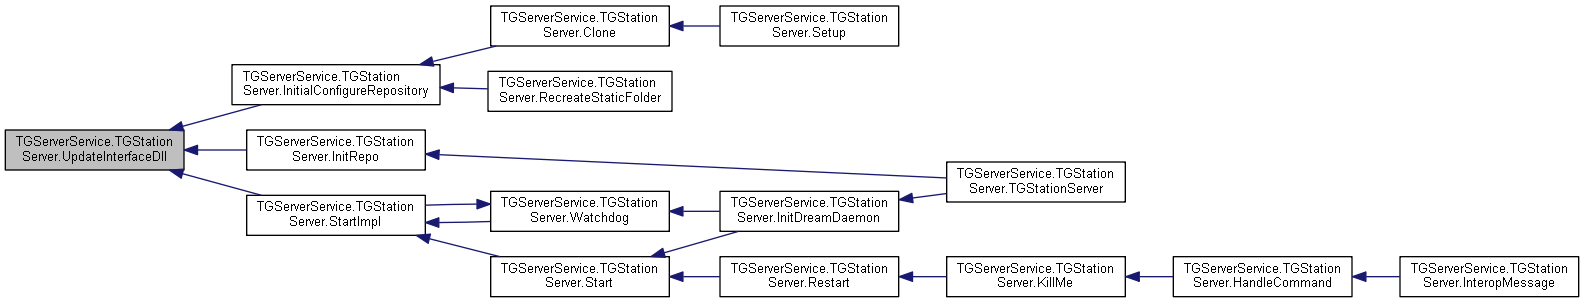 TGServerService.TGStation
Server.Clone
TGServerService.TGStation
Server.Setup
TGServerService.TGStation
Server.InitialConfigureRepository
TGServerService.TGStation
Server.RecreateStaticFolder
TGServerService.TGStation
Server.UpdateInterfaceDll
TGServerService.TGStation
Server.InitRepo
TGServerService.TGStation
Server.TGStationServer
TGServerService.TGStation
Server.StartImpl
TGServerService.TGStation
Server.Watchdog
TGServerService.TGStation
Server.InitDreamDaemon
TGServerService.TGStation
Server.Start
TGServerService.TGStation
Server.Restart
TGServerService.TGStation
Server.KillMe
TGServerService.TGStation
Server.HandleCommand
TGServerService.TGStation
Server.InteropMessage